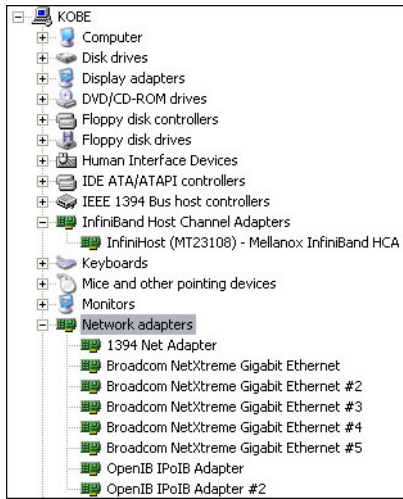 KOBE
Computer
Disk drives
Display adapters
DVD/CD-ROM drives
Floppy disk controllers
Floppy disk drives
Human Interface Devices
IDE ATA/ATAPI controllers
IEEE 1394 Bus host controllers
InfiniBand Host Channel Adapters
InfiniHost (MT23108) - Mellanox InfiniBand HCA
Keyboards
Mice and other pointing devices
Monitors
Network adapters
1394 Net Adapter
Broadcom NetXtreme Gigabit Ethernet
Broadcom NetXtreme Gigabit Ethernet #2
Broadcom NetXtreme Gigabit Ethernet #3
Broadcom NetXtreme Gigabit Ethernet #4
Broadcom NetXtreme Gigabit Ethernet #5
OpenIB IPoIB Adapter
OpenIB IPoIB Adapter #2